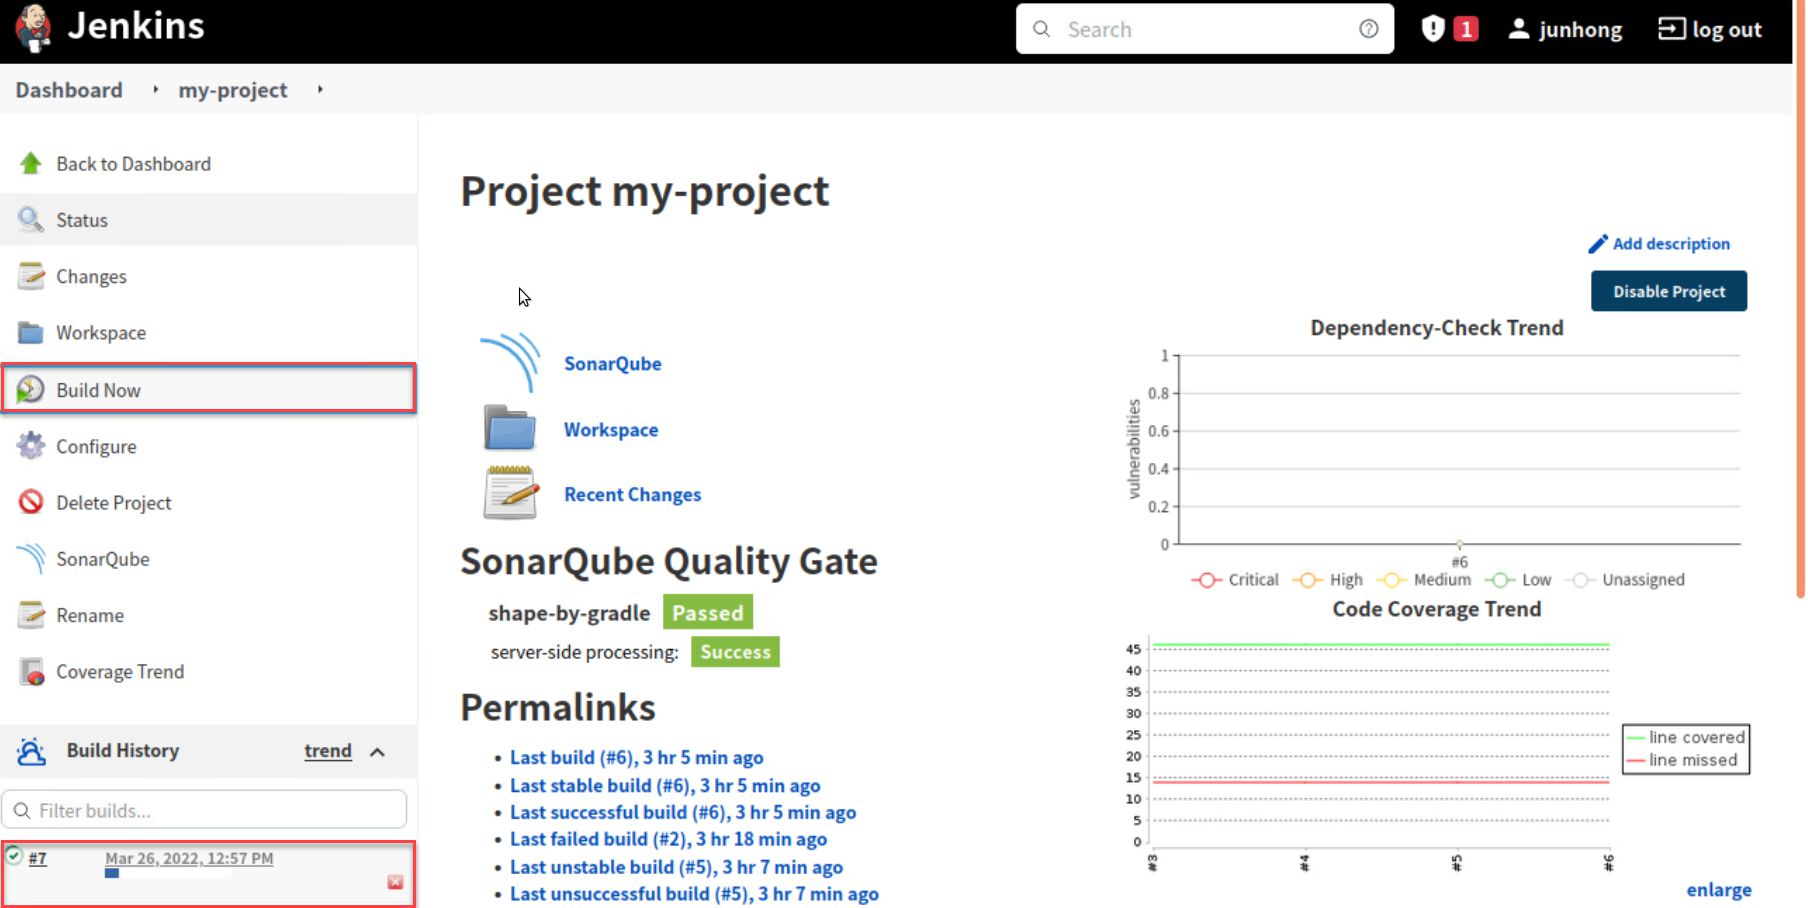 Jenkins
Search
1
junhong
log out
Dashboard
my-project
Back to Dashboard
Status
Changes
Workspace
Build Now
Configure
Delete Project
SonarQube
Rename
Coverage Trend
Build History
trend
Filter builds...
#7
Mar 26, 2022, 12:57 PM
Project my-project
Add description
Disable Project
SonarQube
Workspace
Recent Changes
SonarQube Quality Gate
shape-by-gradle Passed
server-side processing: Success
Permalinks
• Last build (#6), 3 hr 5 min ago
• Last stable build (#6), 3 hr 5 min ago
• Last successful build (#6), 3 hr 5 min ago
• Last failed build (#2), 3 hr 18 min ago
• Last unstable build (#5), 3 hr 7 min ago
• Last unsuccessful build (#5), 3 hr 7 min ago
Dependency-Check Trend
vulnerabilities
1
0.8
0.6
0.4
0.2
0
#6
Critical High Medium Low Unassigned
Code Coverage Trend
45
40
35
30
25
20
15
10
5
0
#3 #4 #5 #6
line covered
line missed
enlarge